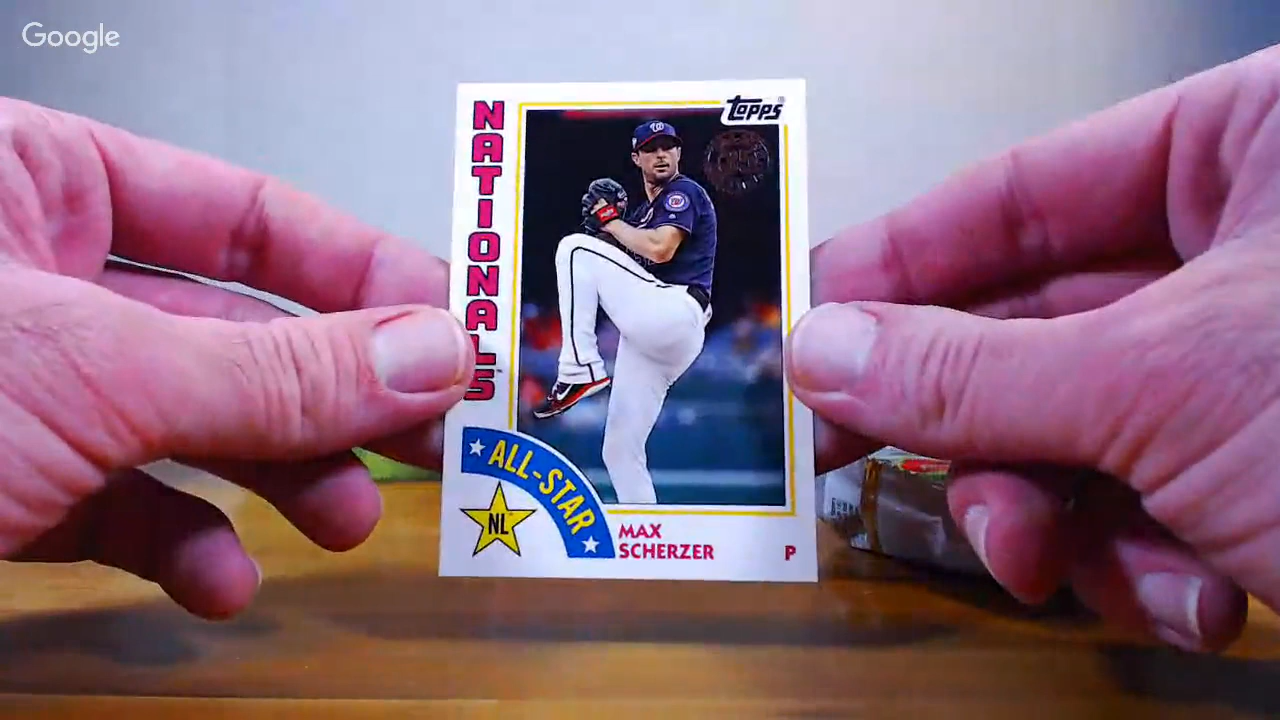 Google
topps
NATIONALS
ALL-STAR
NL
MAX
SCHERZER
P